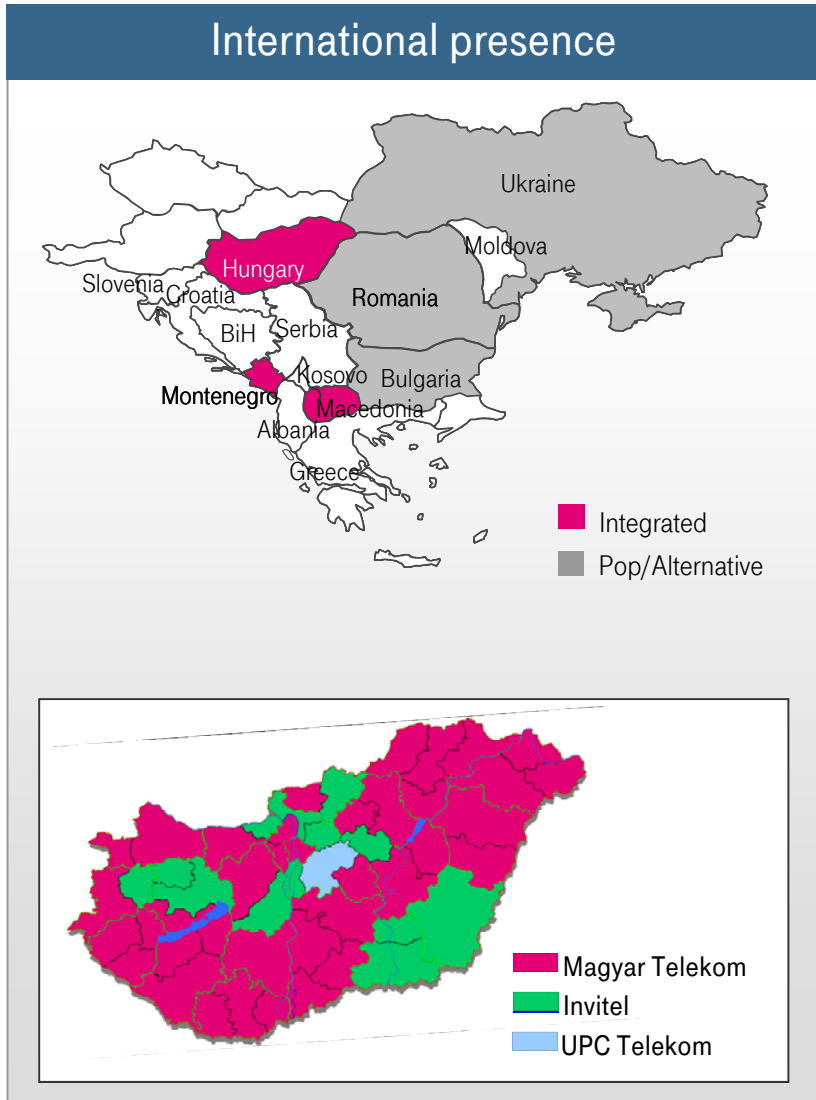 International presence
Ukraine
Moldova
Hungary
Slovenia
Croatia
Romania
BiH
Serbia
Kosovo
Bulgaria
Montenegro
Macedonia
Albania
Greece
Integrated
Pop/Alternative
Magyar Telekom
Invitel
UPC Telekom